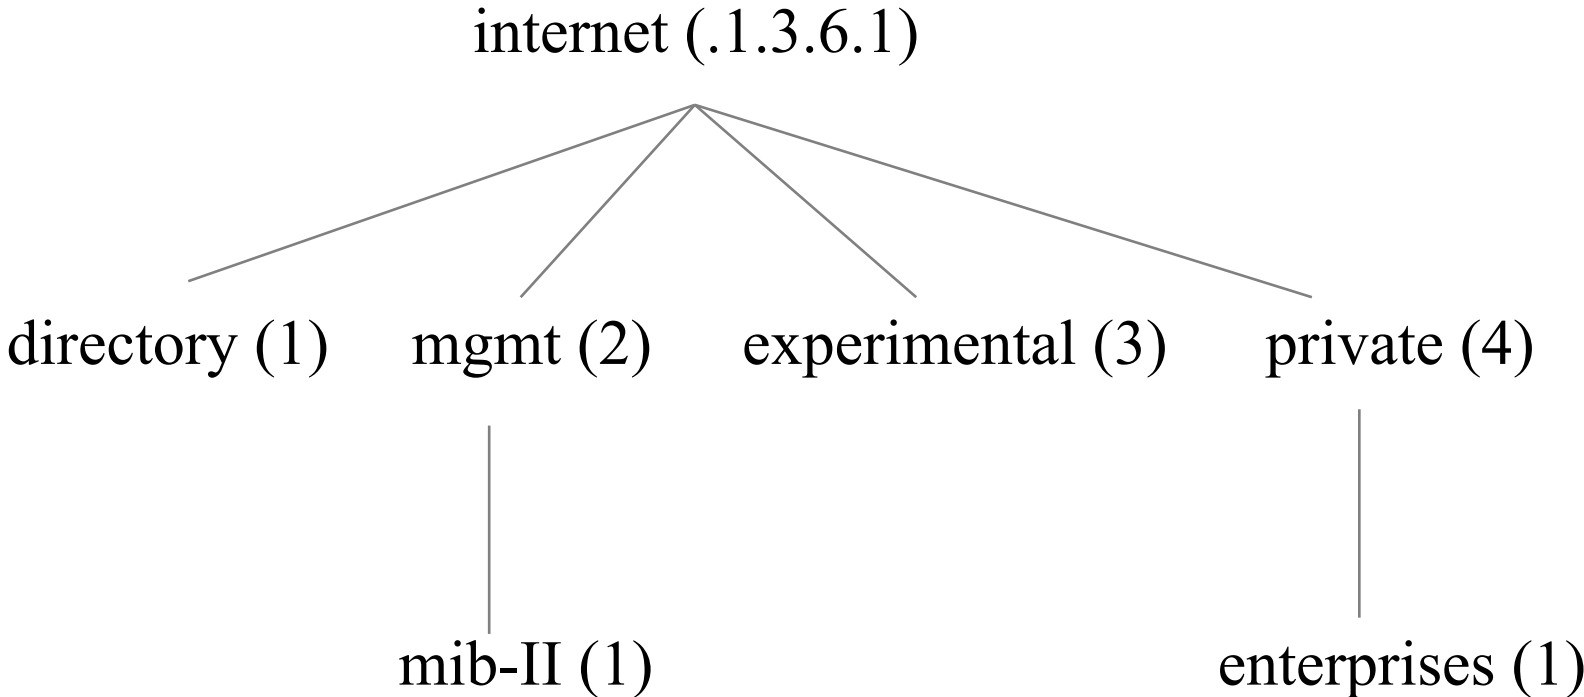 internet (.1.3.6.1)
directory (1) mgmt (2) experimental (3) private (4)
mib-II (1) enterprises (1)